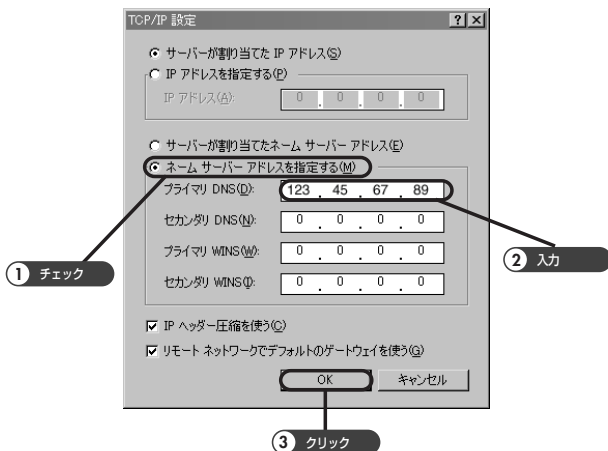 TCP/IP 設定
サーバーが割り当てた IP アドレス(S)
IP アドレスを指定する(P)
IP アドレス(A): 0 . 0 . 0 . 0
サーバーが割り当てたネーム サーバー アドレス(E)
ネーム サーバー アドレスを指定する(M)
プライマリ DNS(D): 123 . 45 . 67 . 89
セカンダリ DNS(N): 0 . 0 . 0 . 0
プライマリ WINS(W): 0 . 0 . 0 . 0
セカンダリ WINS(I): 0 . 0 . 0 . 0
1 チェック
2 入力
IP ヘッダー圧縮を使う(C)
リモート ネットワークでデフォルトのゲートウェイを使う(G)
OK キャンセル
3 クリック